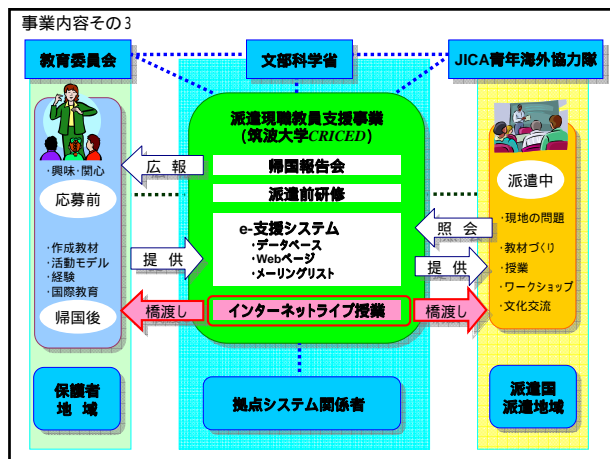 事業内容その3
教育委員会
文部科学省
JICA青年海外協力隊
派遣現職教員支援事業
(筑波大学CRICED)
帰国報告会
派遣前研修
e-支援システム
・データベース
・Webページ
・メーリングリスト
インターネットライブ授業
広 報
提 供
橋渡し
照 会
提 供
橋渡し
・興味・関心
応募前
・作成教材
・活動モデル
・経験
・国際教育
帰国後
派遣中
・現地の問題
・教材づくり
・授業
・ワークショップ
・文化交流
保護者
地 域
拠点システム関係者
派遣国
派遣地域